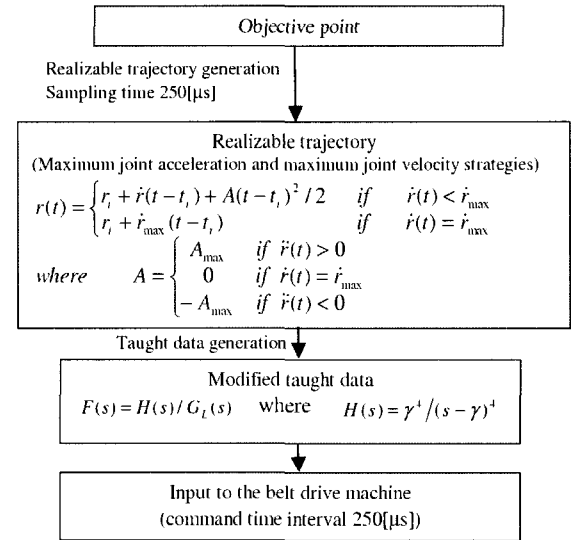 Objective point
Realizable trajectory generation
Sampling time 250[μs]
Realizable trajectory
(Maximum joint acceleration and maximum joint velocity strategies)
r(t) = { r_i + ṙ(t − t_i) + A(t − t_i)² / 2 if ṙ(t) < ṙ_max
r_i + ṙ_max (t − t_i) if ṙ(t) = ṙ_max
where A = { A_max if r̈(t) > 0
0 if ṙ(t) = ṙ_max
− A_max if r̈(t) < 0
Taught data generation
Modified taught data
F(s) = H(s) / G_L(s) where H(s) = γ⁴ / (s − γ)⁴
Input to the belt drive machine
(command time interval 250[μs])